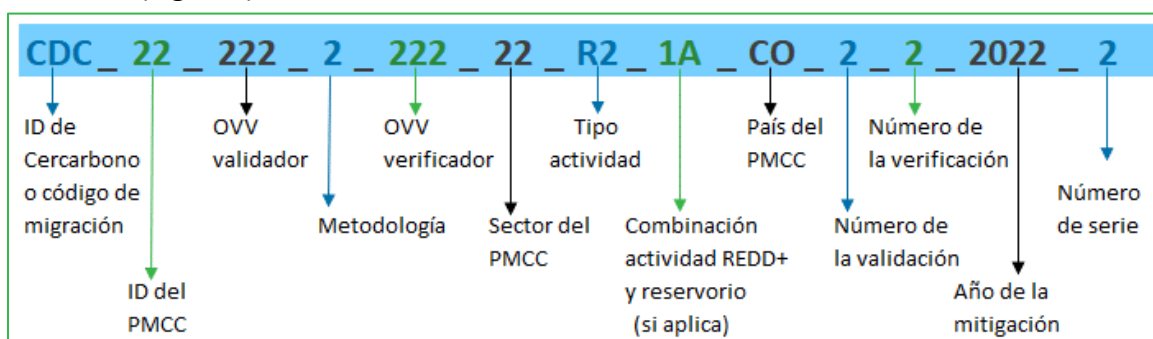 CDC _ 22 _ 222 _ 2 _ 222 _ 22 _ R2 _ 1A _ CO _ 2 _ 2 _ 2022 _ 2
ID de
Cercarbono
o código de
migración
ID del
PMCC
OVV
validador
Metodología
OVV
verificador
Sector del
PMCC
Tipo
actividad
Combinación
actividad REDD+
y reservorio
(si aplica)
País del
PMCC
Número de
la validación
Número de
la verificación
Año de la
mitigación
Número
de serie